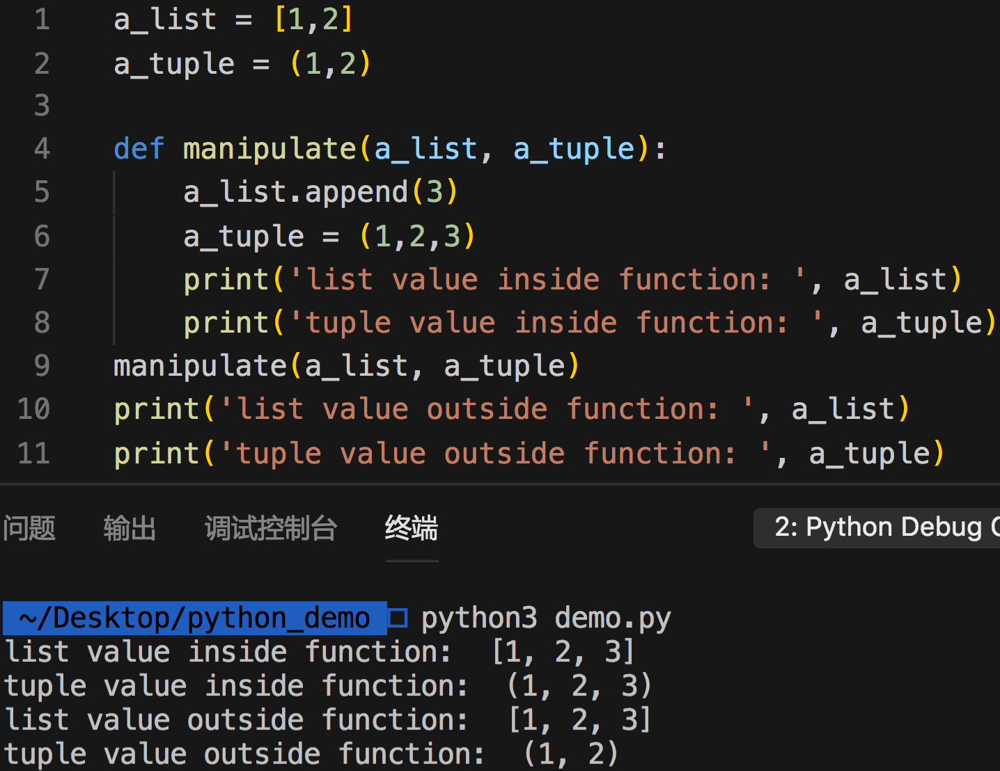 1 a_list = [1,2]
2 a_tuple = (1,2)
3
4 def manipulate(a_list, a_tuple):
5     a_list.append(3)
6     a_tuple = (1,2,3)
7     print('list value inside function: ', a_list)
8     print('tuple value inside function: ', a_tuple)
9 manipulate(a_list, a_tuple)
10 print('list value outside function: ', a_list)
11 print('tuple value outside function: ', a_tuple)
问题 输出 调试控制台 终端 2: Python Debug
~/Desktop/python_demo python3 demo.py
list value inside function:  [1, 2, 3]
tuple value inside function:  (1, 2, 3)
list value outside function:  [1, 2, 3]
tuple value outside function:  (1, 2)